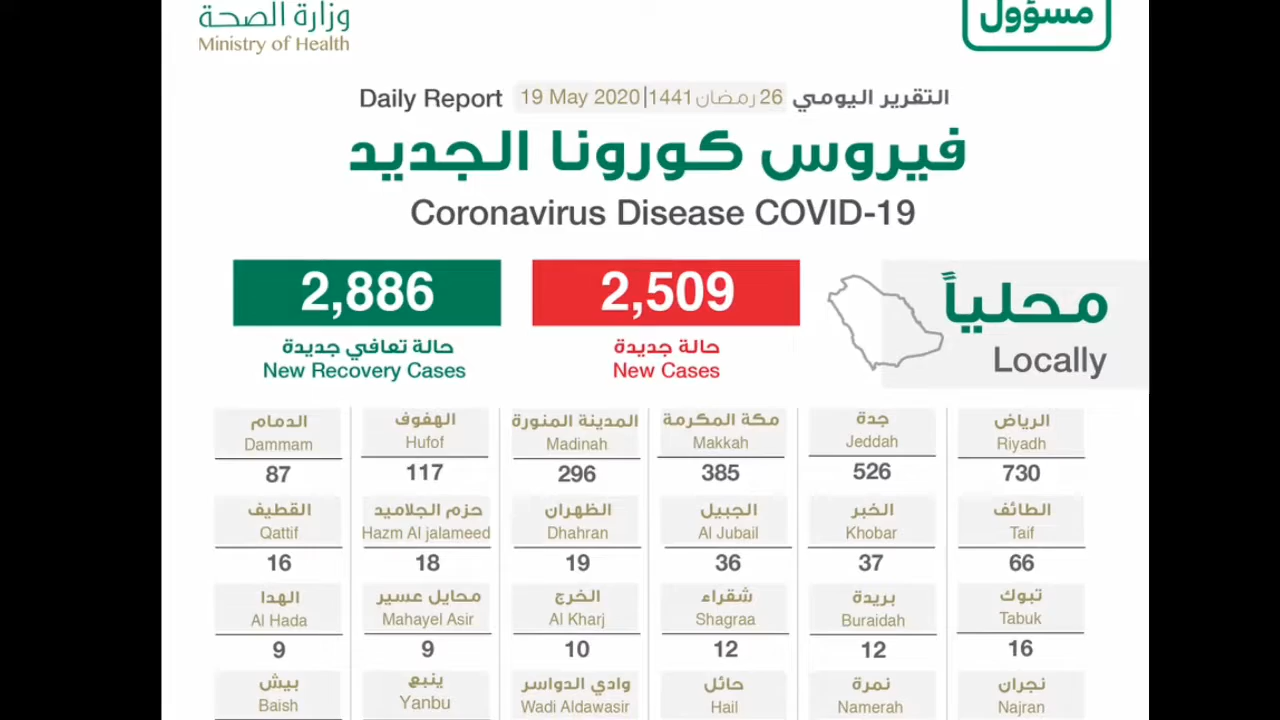 وزارة الصحة
Ministry of Health
مسؤول
التقرير اليومي 26 رمضان 1441|19 May 2020 Daily Report
فيروس كورونا الجديد
Coronavirus Disease COVID-19
محلياً
Locally
2,509
حالة جديدة
New Cases
2,886
حالة تعافي جديدة
New Recovery Cases
الرياض جدة مكة المكرمة المدينة المنورة الهفوف الدمام
Riyadh Jeddah Makkah Madinah Hufof Dammam
730 526 385 296 117 87
الطائف الخبر الجبيل الظهران حزم الجلاميد القطيف
Taif Khobar Al Jubail Dhahran Hazm Al jalameed Qattif
66 37 36 19 18 16
تبوك بريدة شقراء الخرج محايل عسير الهدا
Tabuk Buraidah Shagraa Al Kharj Mahayel Asir Al Hada
16 12 12 10 9 9
نجران نمرة حائل وادي الدواسر ينبع بيش
Najran Namerah Hail Wadi Aldawasir Yanbu Baish